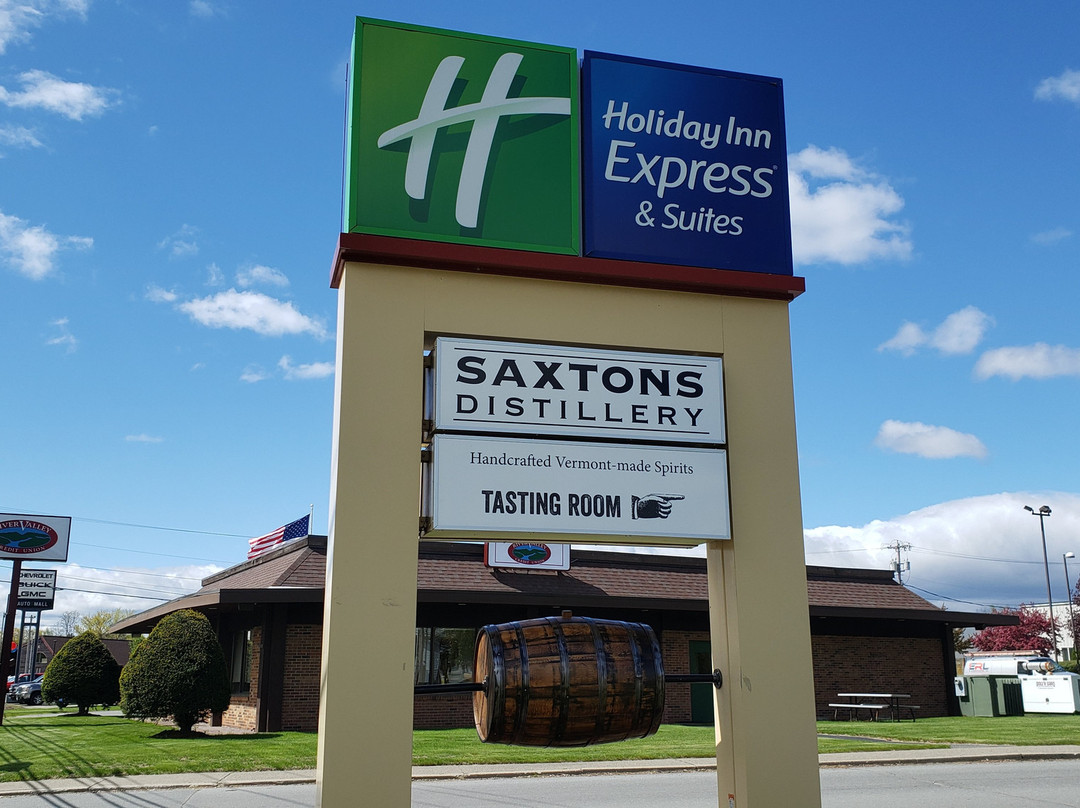 H
Holiday Inn
Express
& Suites
SAXTONS
DISTILLERY
Handcrafted Vermont-made Spirits
TASTING ROOM
CHEVROLET
BUICK
GMC
AUTO MALL